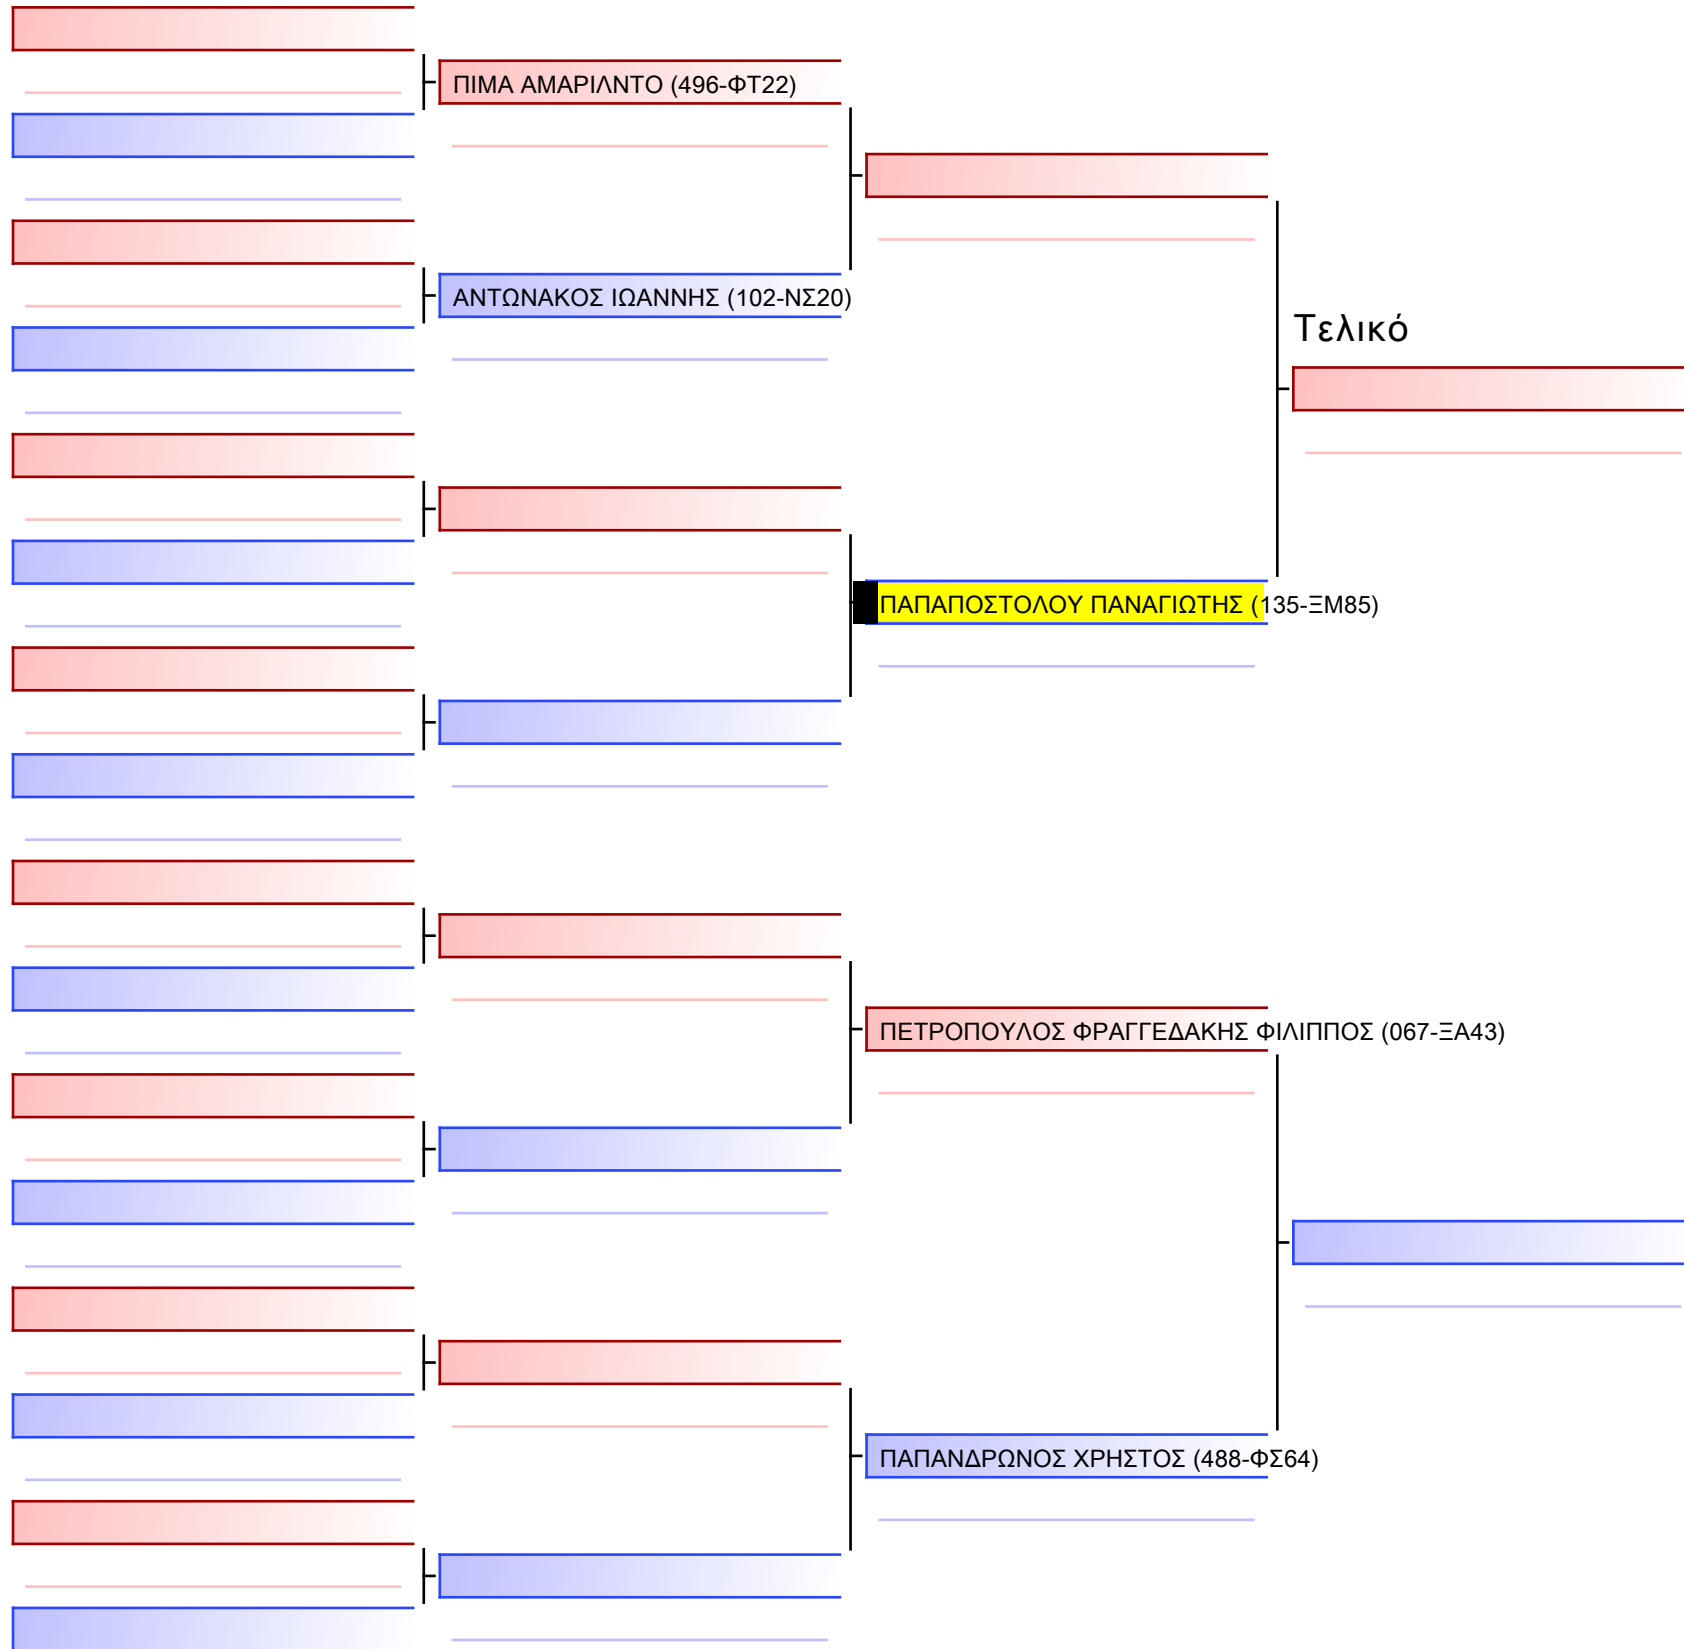 ΠΙΜΑ ΑΜΑΡΙΛΝΤΟ (496-ΦΤ22)
ΑΝΤΩΝΑΚΟΣ ΙΩΑΝΝΗΣ (102-ΝΣ20)
Τελικό
ΠΑΠΑΠΟΣΤΟΛΟΥ ΠΑΝΑΓΙΩΤΗΣ (135-ΞΜ85)
ΠΕΤΡΟΠΟΥΛΟΣ ΦΡΑΓΓΕΔΑΚΗΣ ΦΙΛΙΠΠΟΣ (067-ΞΑ43)
ΠΑΠΑΝΔΡΩΝΟΣ ΧΡΗΣΤΟΣ (488-ΦΣ64)